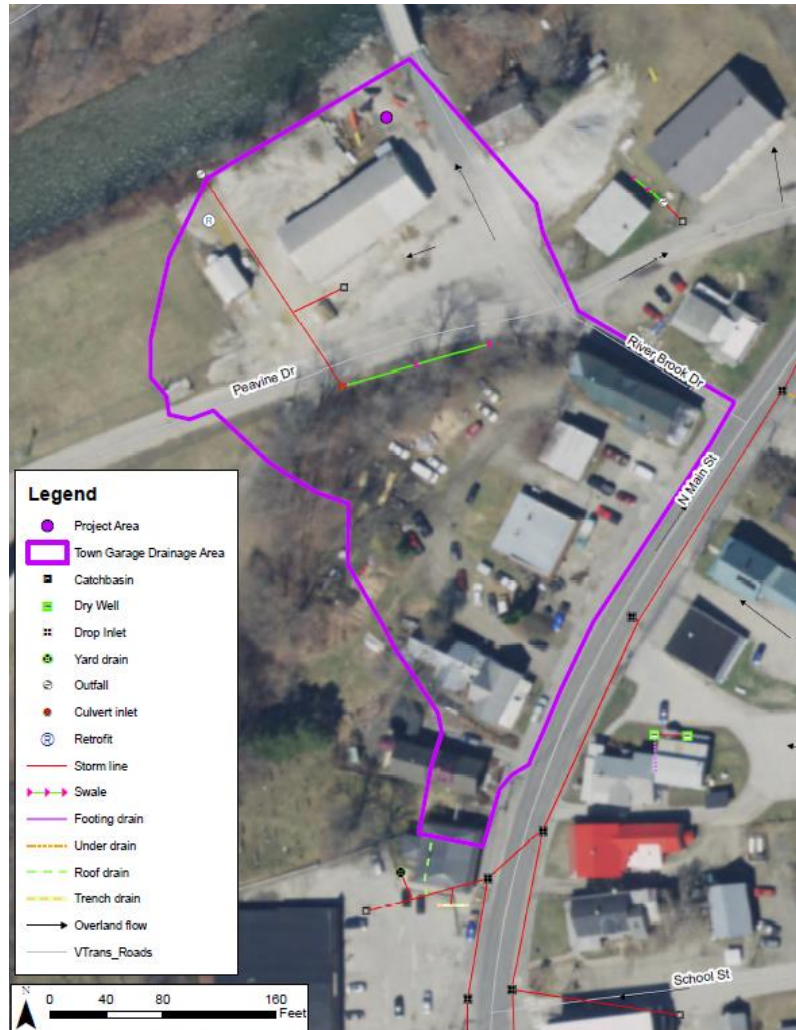 R
Peavine Dr
River Brook Dr
N Main St
Legend
Project Area
Town Garage Drainage Area
Catchbasin
Dry Well
Drop Inlet
Yard drain
Outfall
Culvert inlet
R Retrofit
Storm line
Swale
Footing drain
Under drain
Roof drain
Trench drain
Overland flow
VTrans_Roads
School St
N
0 40 80 160
Feet